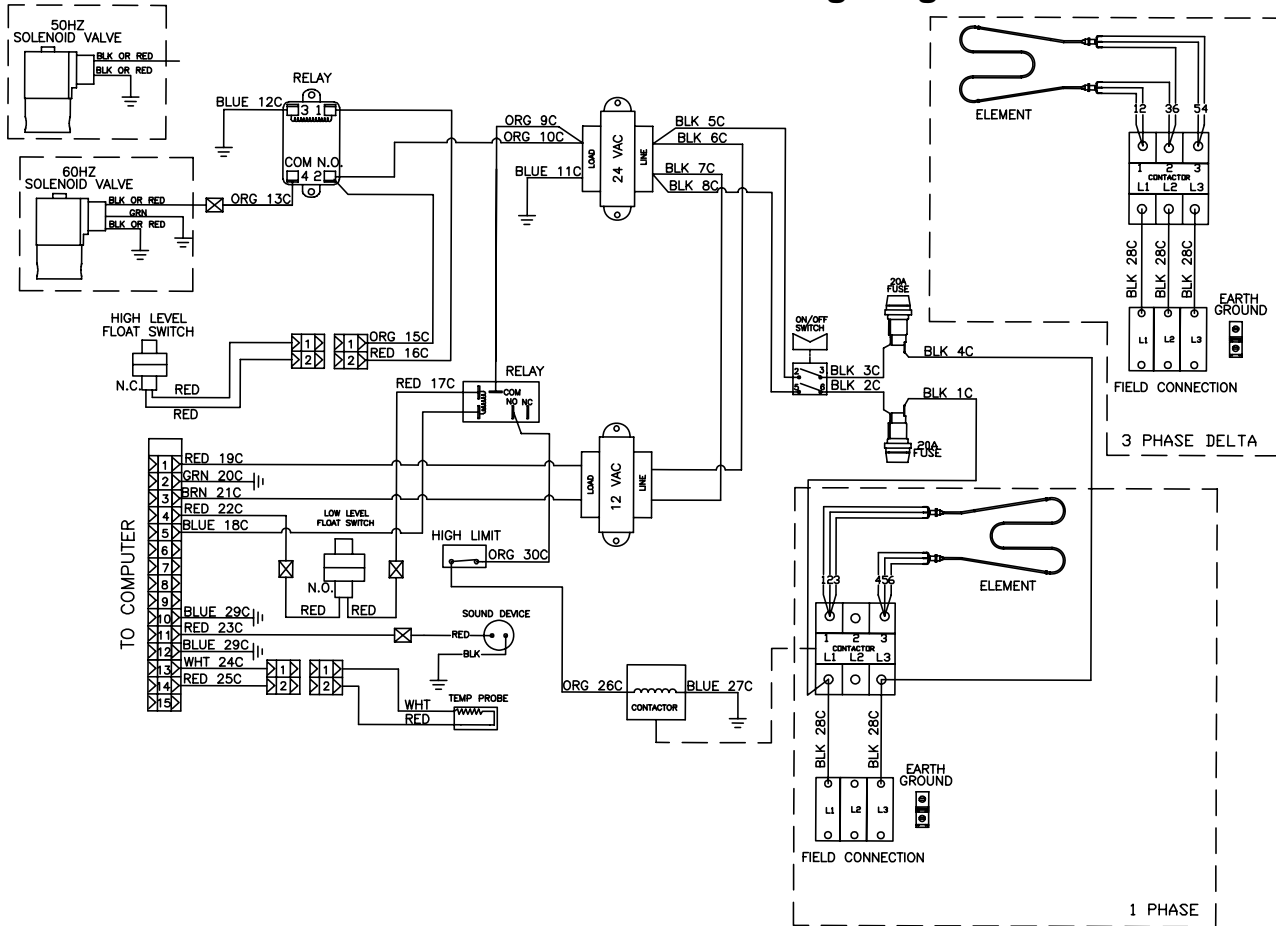 50HZ
SOLENOID VALVE
BLK OR RED
BLK OR RED
60HZ
SOLENOID VALVE
BLK OR RED
GRN
BLK OR RED
RELAY
BLUE 12C
3 1
COM N.O.
4 2
ORG 13C
ORG 9C
ORG 10C
BLUE 11C
LOAD
24 VAC
LINE
BLK 5C
BLK 6C
BLK 7C
BLK 8C
HIGH LEVEL
FLOAT SWITCH
N.C.
RED
RED
1
2
1
2
ORG 15C
RED 16C
RELAY
RED 17C
COM
NO NC
ON/OFF
SWITCH
2 3
5 6
BLK 3C
BLK 2C
20A
FUSE
BLK 4C
BLK 1C
20A
FUSE
ELEMENT
12 36 54
1 2 3
CONTACTOR
L1 L2 L3
BLK 28C
BLK 28C
BLK 28C
L1 L2 L3
EARTH
GROUND
FIELD CONNECTION
3 PHASE DELTA
TO COMPUTER
1
2
3
4
5
6
7
8
9
10
11
12
13
14
15
RED 19C
GRN 20C
BRN 21C
RED 22C
BLUE 18C
BLUE 29C
RED 23C
BLUE 29C
WHT 24C
RED 25C
LOW LEVEL
FLOAT SWITCH
N.O.
RED
RED
HIGH LIMIT
ORG 30C
LOAD
12 VAC
LINE
SOUND DEVICE
RED
BLK
1
2
1
2
WHT
RED
TEMP PROBE
ORG 26C
CONTACTOR
BLUE 27C
ELEMENT
123
456
1 2 3
CONTACTOR
L1 L2 L3
BLK 28C
BLK 28C
L1 L2 L3
EARTH
GROUND
FIELD CONNECTION
1 PHASE